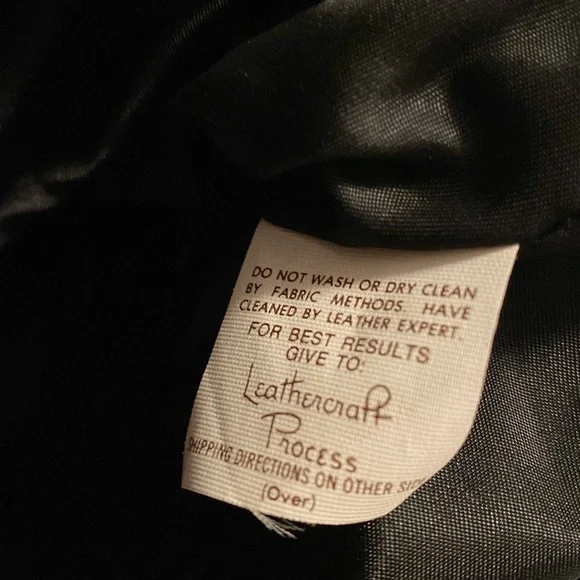 DO NOT WASH OR DRY CLEAN
BY FABRIC METHODS. HAVE
CLEANED BY LEATHER EXPERT.
FOR BEST RESULTS
GIVE TO:
Leathercraft
Process
SHIPPING DIRECTIONS ON OTHER SIDE
(Over)